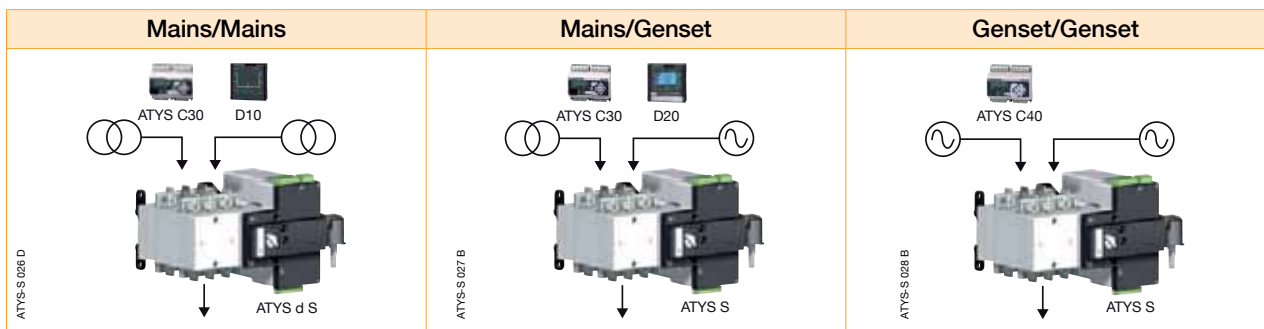 Mains/Mains
Mains/Genset
Genset/Genset
ATYS C30 D10
ATYS C30 D20
ATYS C40
ATYS-S 026 D
ATYS d S
ATYS-S 027 B
ATYS S
ATYS-S 028 B
ATYS S